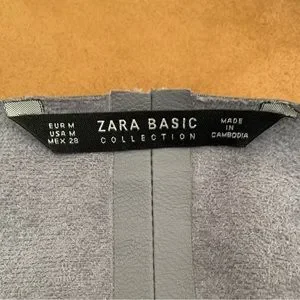 EUR M
USA M
MEX 28
ZARA BASIC
COLLECTION
MADE
IN
CAMBODIA